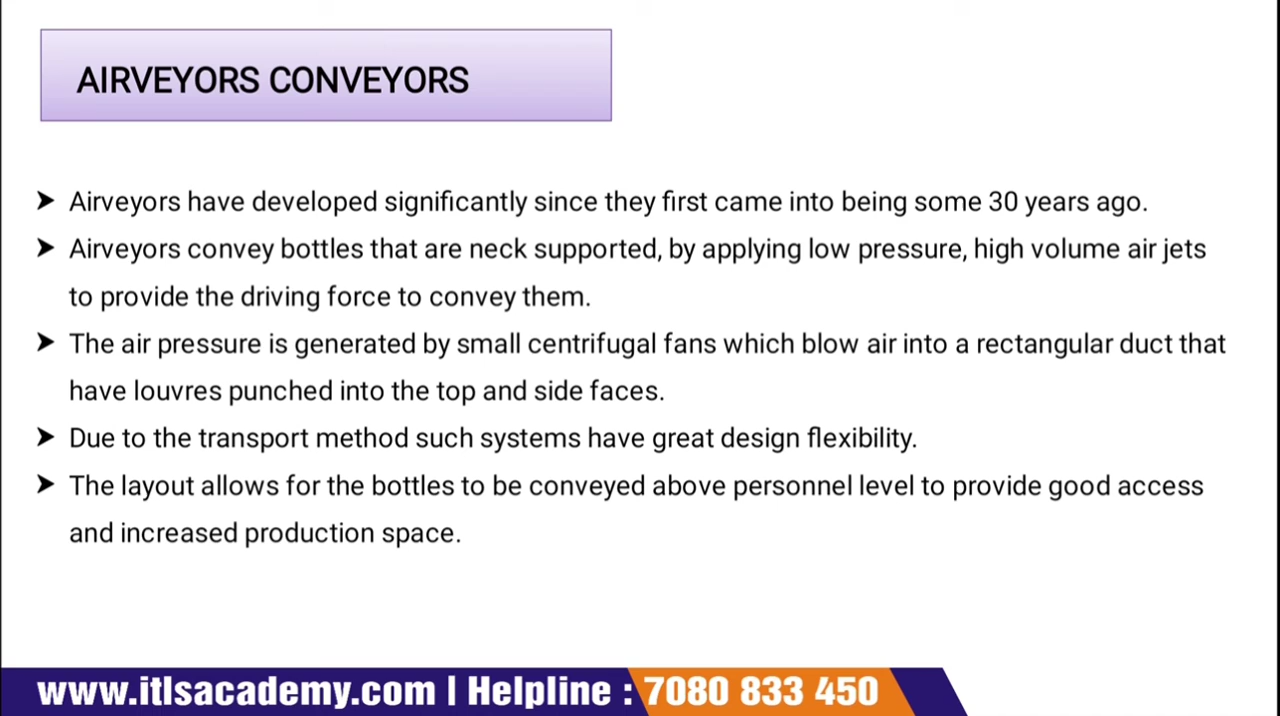 AIRVEYORS CONVEYORS
➤ Airveyors have developed significantly since they first came into being some 30 years ago.
➤ Airveyors convey bottles that are neck supported, by applying low pressure, high volume air jets
to provide the driving force to convey them.
➤ The air pressure is generated by small centrifugal fans which blow air into a rectangular duct that
have louvres punched into the top and side faces.
➤ Due to the transport method such systems have great design flexibility.
➤ The layout allows for the bottles to be conveyed above personnel level to provide good access
and increased production space.
www.itlsacademy.com | Helpline : 7080 833 450